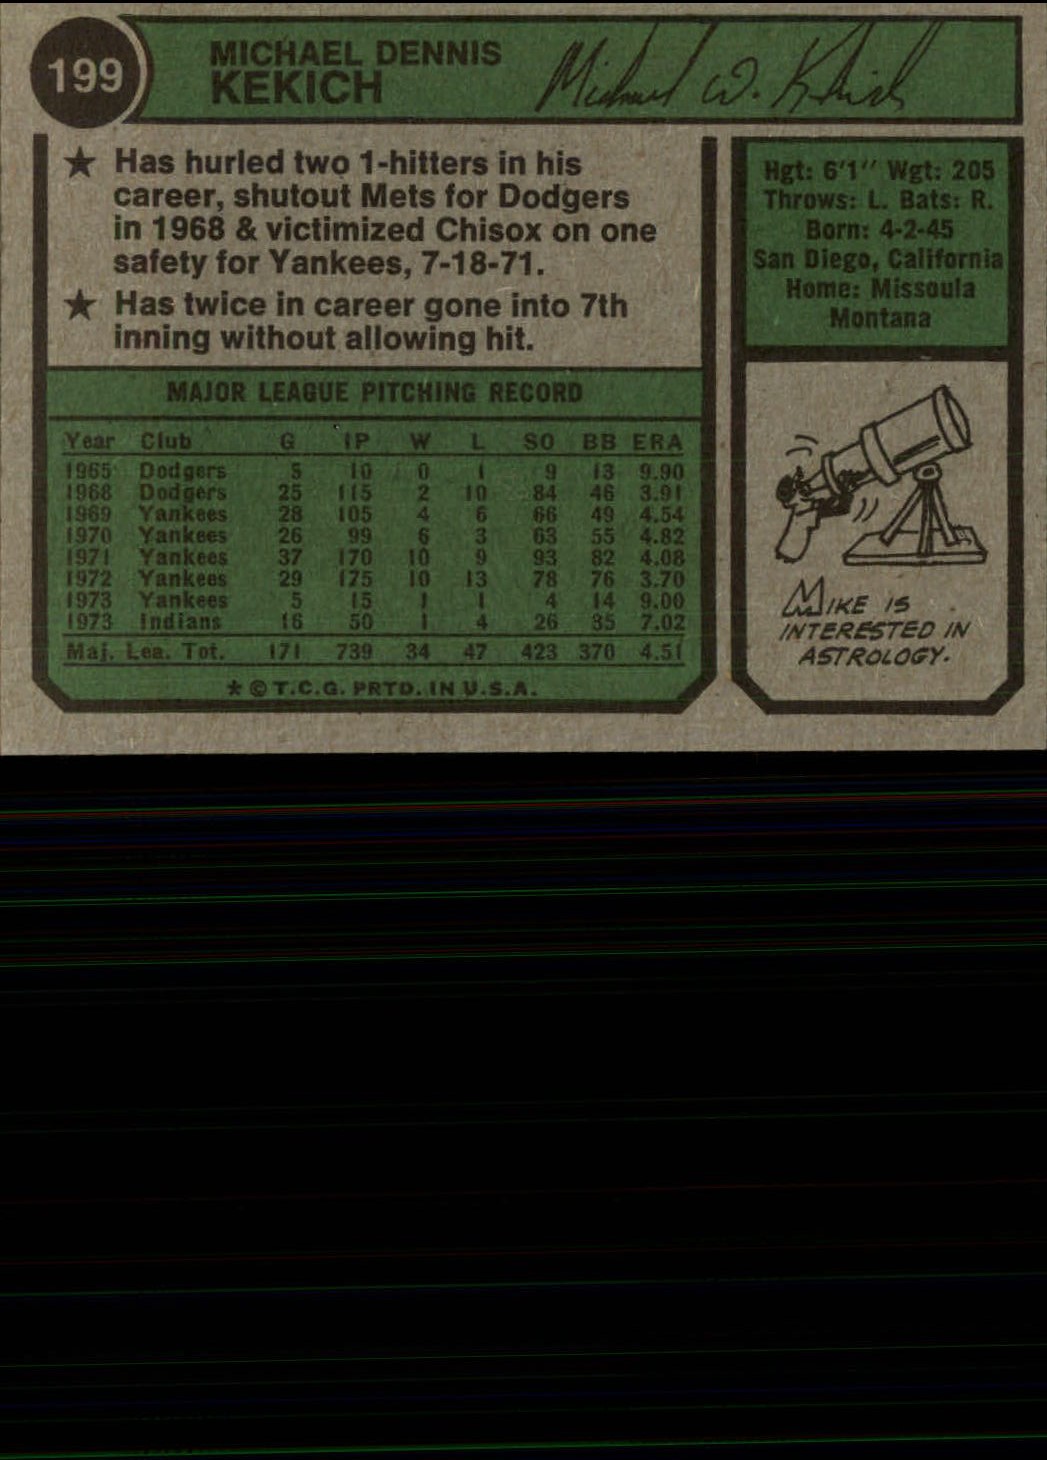 199
MICHAEL DENNIS
KEKICH
Michael D. Kekich
★ Has hurled two 1-hitters in his
career, shutout Mets for Dodgers
in 1968 & victimized Chisox on one
safety for Yankees, 7-18-71.
★ Has twice in career gone into 7th
inning without allowing hit.
MAJOR LEAGUE PITCHING RECORD
Year Club G IP W L SO BB ERA
1965 Dodgers 5 10 0 1 9 13 9.90
1968 Dodgers 25 115 2 10 84 46 3.91
1969 Yankees 28 105 4 6 66 49 4.54
1970 Yankees 26 99 6 3 63 55 4.82
1971 Yankees 37 170 10 9 93 82 4.08
1972 Yankees 29 175 10 13 78 76 3.70
1973 Yankees 5 15 1 1 4 14 9.00
1973 Indians 16 50 1 4 26 35 7.02
Maj. Lea. Tot. 171 739 34 47 423 370 4.51
* © T.C.G. PRTD. IN U.S.A.
Hgt: 6'1" Wgt: 205
Throws: L. Bats: R.
Born: 4-2-45
San Diego, California
Home: Missoula
Montana
MIKE IS
INTERESTED IN
ASTROLOGY.